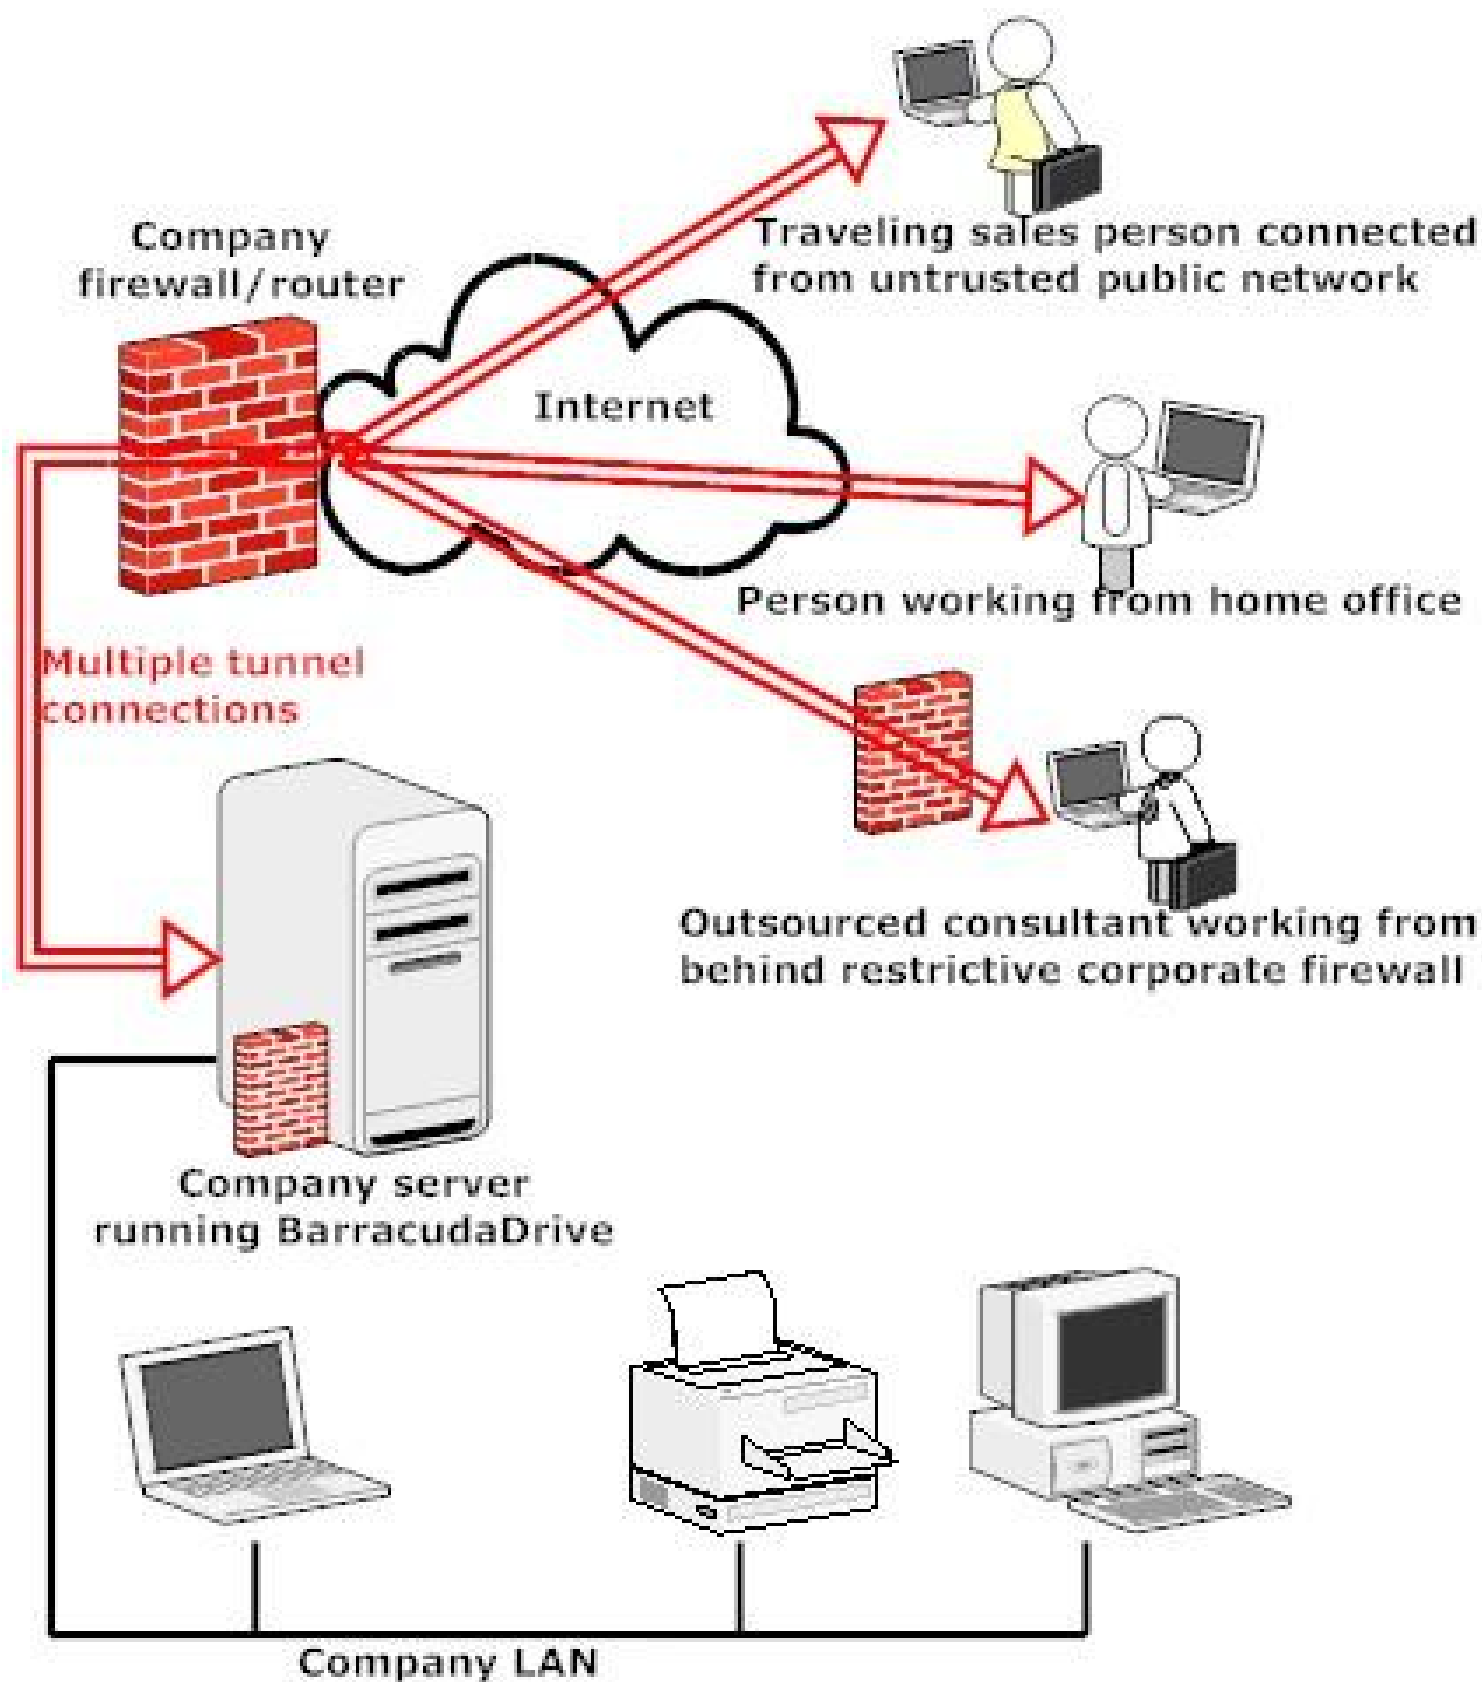 Traveling sales person connected
from untrusted public network
Company
firewall/router
Internet
Person working from home office
Multiple tunnel
connections
Outsourced consultant working from
behind restrictive corporate firewall
Company server
running BarracudaDrive
Company LAN